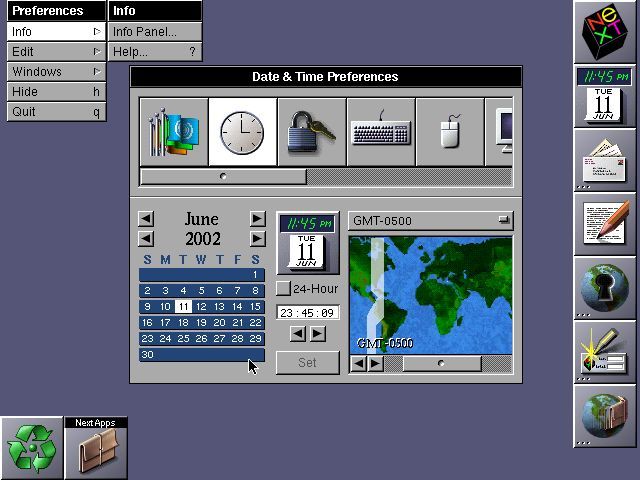 Preferences
Info
Edit
Windows
Hide h
Quit q
Info
Info Panel...
Help... ?
NeXT
11:45 PM
TUE
11
JUN
Date & Time Preferences
June
2002
S M T W T F S
1
2 3 4 5 6 7 8
9 10 11 12 13 14 15
16 17 18 19 20 21 22
23 24 25 26 27 28 29
30
11:45 PM
TUE
11
JUN
24-Hour
23:45:09
Set
GMT-0500
GMT-0500
NextApps